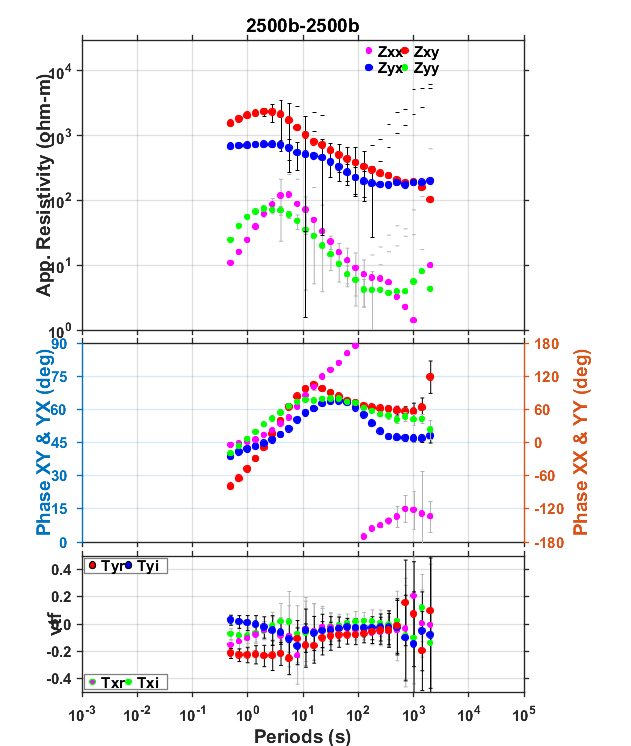 2500b-2500b
Zxx Zxy
Zyx Zyy
10^4
10^3
10^2
10^1
10^0
App. Resistivity (ohm-m)
90
75
60
45
30
15
0
Phase XY & YX (deg)
180
120
60
0
-60
-120
-180
Phase XX & YY (deg)
Tyr Tyi
0.4
0.2
0.0
-0.2
-0.4
vtf
Txr Txi
10^-3 10^-2 10^-1 10^0 10^1 10^2 10^3 10^4 10^5
Periods (s)